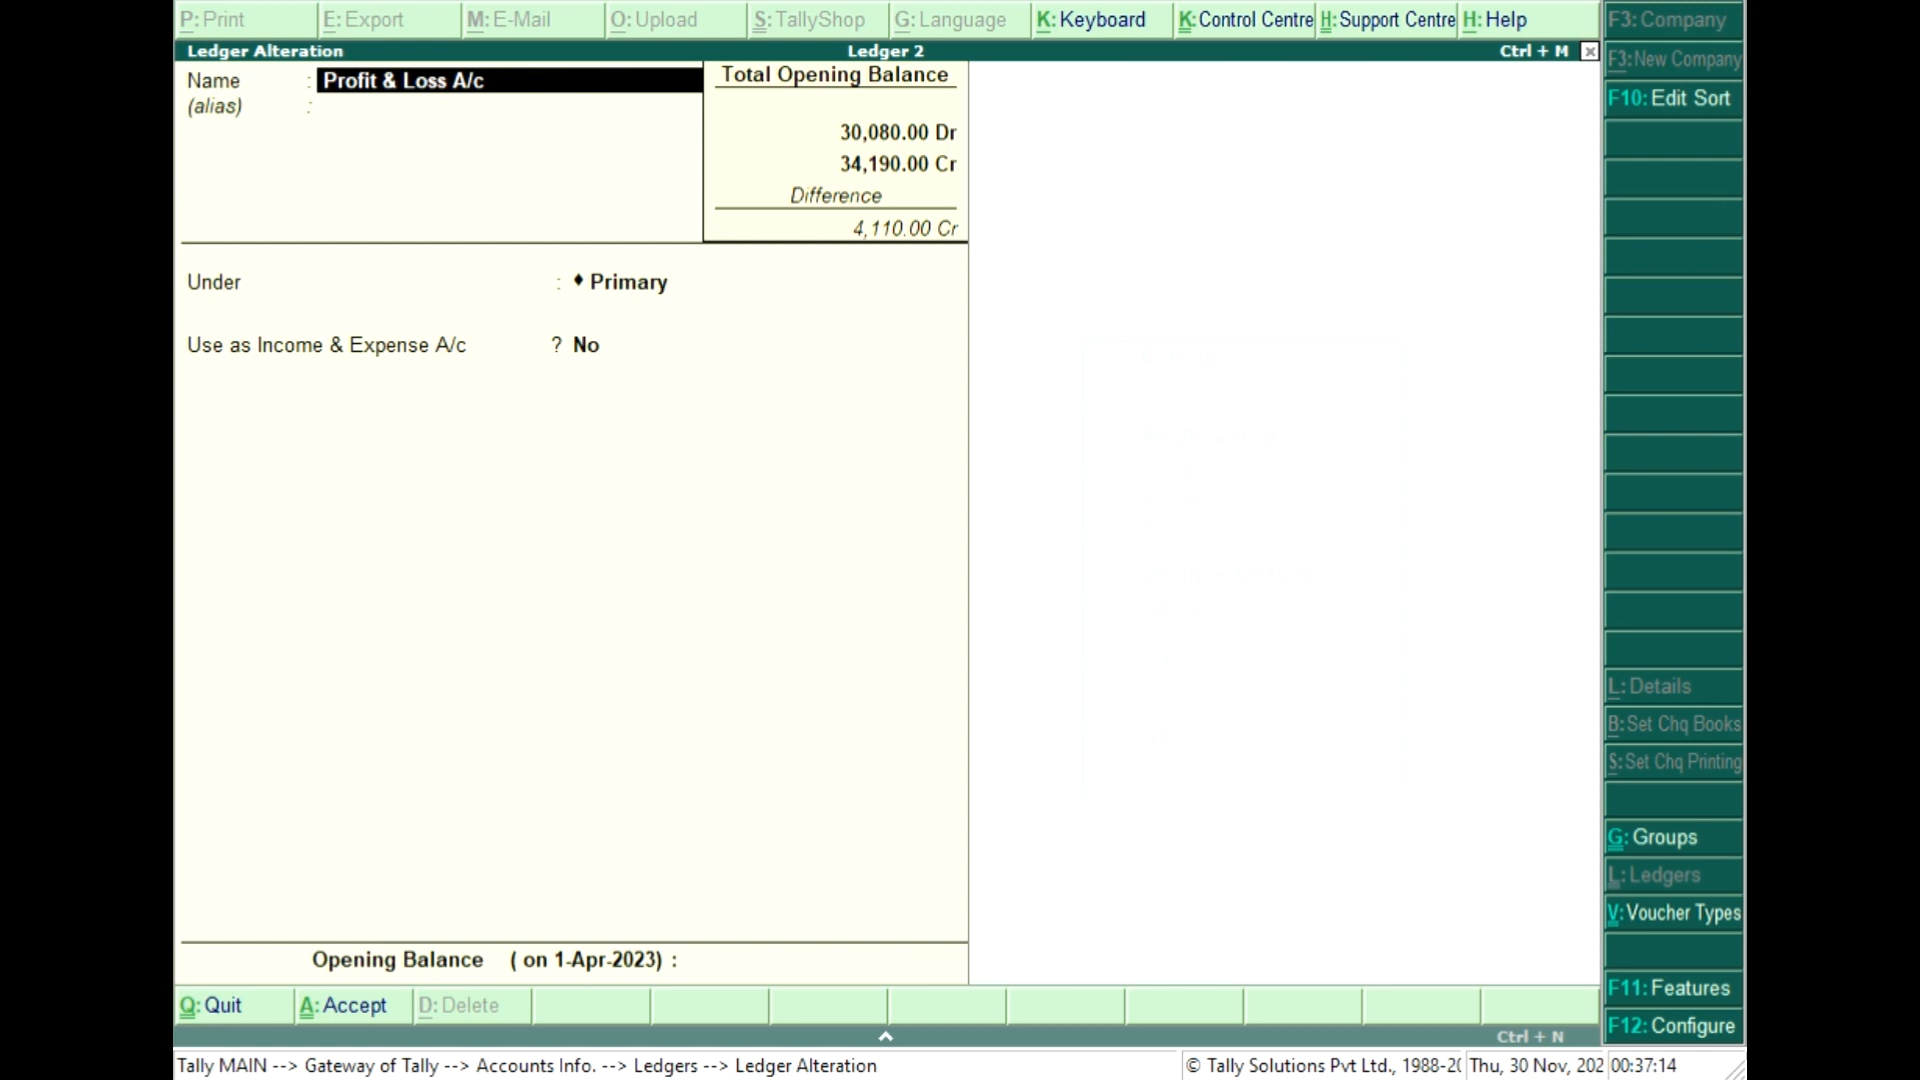 P: Print E: Export M: E-Mail O: Upload S: TallyShop G: Language K: Keyboard K: Control Centre H: Support Centre H: Help F3: Company
Ledger Alteration Ledger 2 Ctrl + M
F3: New Company
Name : Profit & Loss A/c
(alias) :
Total Opening Balance
30,080.00 Dr
34,190.00 Cr
Difference
4,110.00 Cr
F10: Edit Sort
Under : ♦ Primary
Use as Income & Expense A/c ? No
L: Details
B: Set Chq Books
S: Set Chq Printing
G: Groups
L: Ledgers
V: Voucher Types
Opening Balance ( on 1-Apr-2023) :
F11: Features
Q: Quit A: Accept D: Delete
F12: Configure
Ctrl + N
Tally MAIN --> Gateway of Tally --> Accounts Info. --> Ledgers --> Ledger Alteration © Tally Solutions Pvt Ltd., 1988-20 Thu, 30 Nov, 202 00:37:14